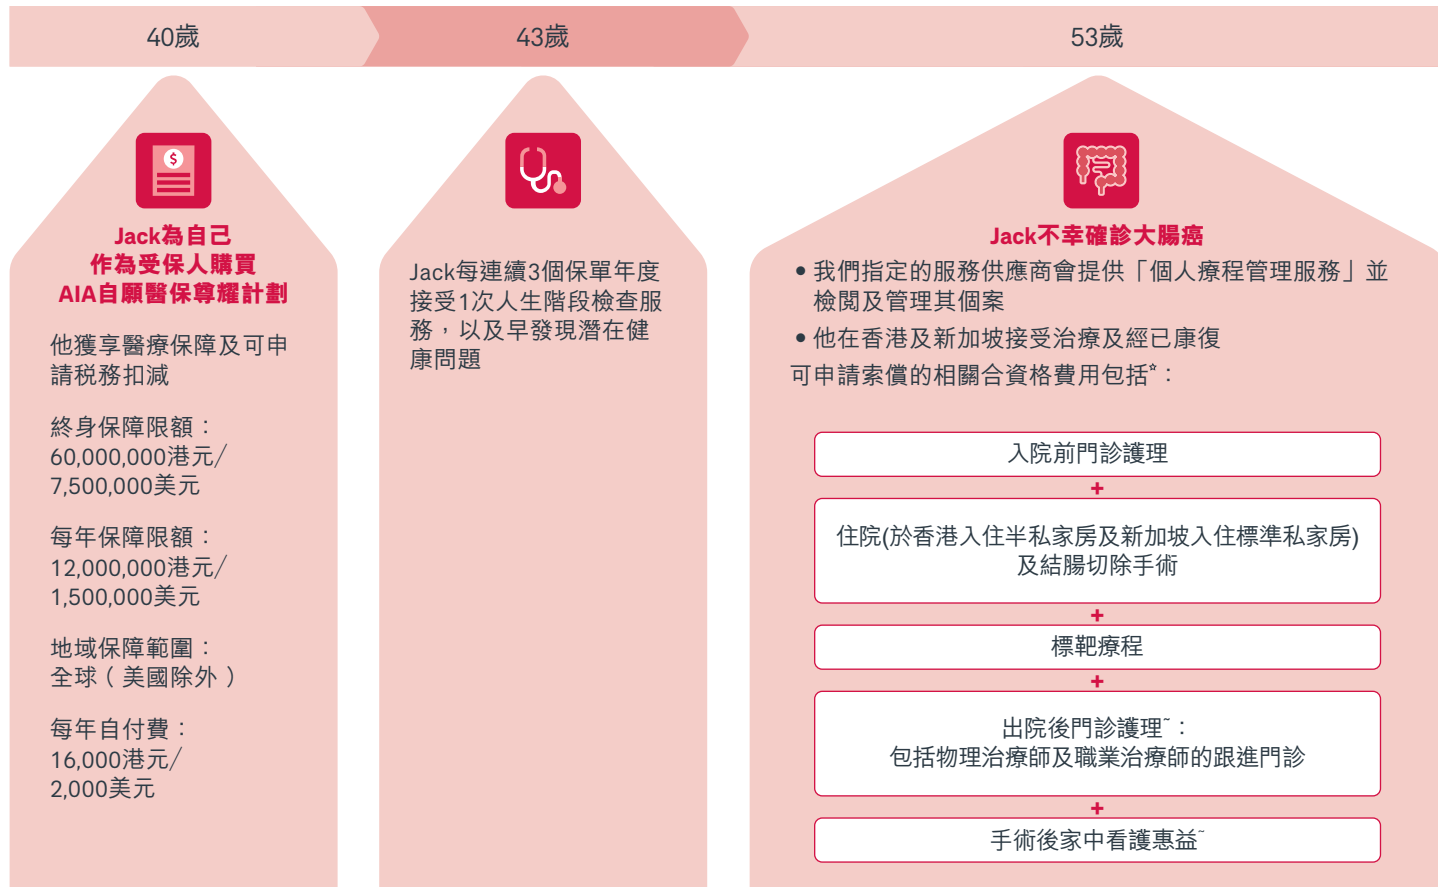 40歲
43歲
53歲
$
Jack為自己
作為受保人購買
AIA自願醫保尊耀計劃
他獲享醫療保障及可申
請税務扣減
終身保障限額：
60,000,000港元/
7,500,000美元
每年保障限額：
12,000,000港元/
1,500,000美元
地域保障範圍：
全球（美國除外）
每年自付費：
16,000港元/
2,000美元
Jack每連續3個保單年度
接受1次人生階段檢查服
務，以及早發現潛在健
康問題
Jack不幸確診大腸癌
•我們指定的服務供應商會提供「個人療程管理服務」並
檢閱及管理其個案
•他在香港及新加坡接受治療及經已康復
可申請索償的相關合資格費用包括*：
入院前門診護理
+
住院(於香港入住半私家房及新加坡入住標準私家房)
及結腸切除手術
+
標靶療程
+
出院後門診護理~：
包括物理治療師及職業治療師的跟進門診
+
手術後家中看護惠益~